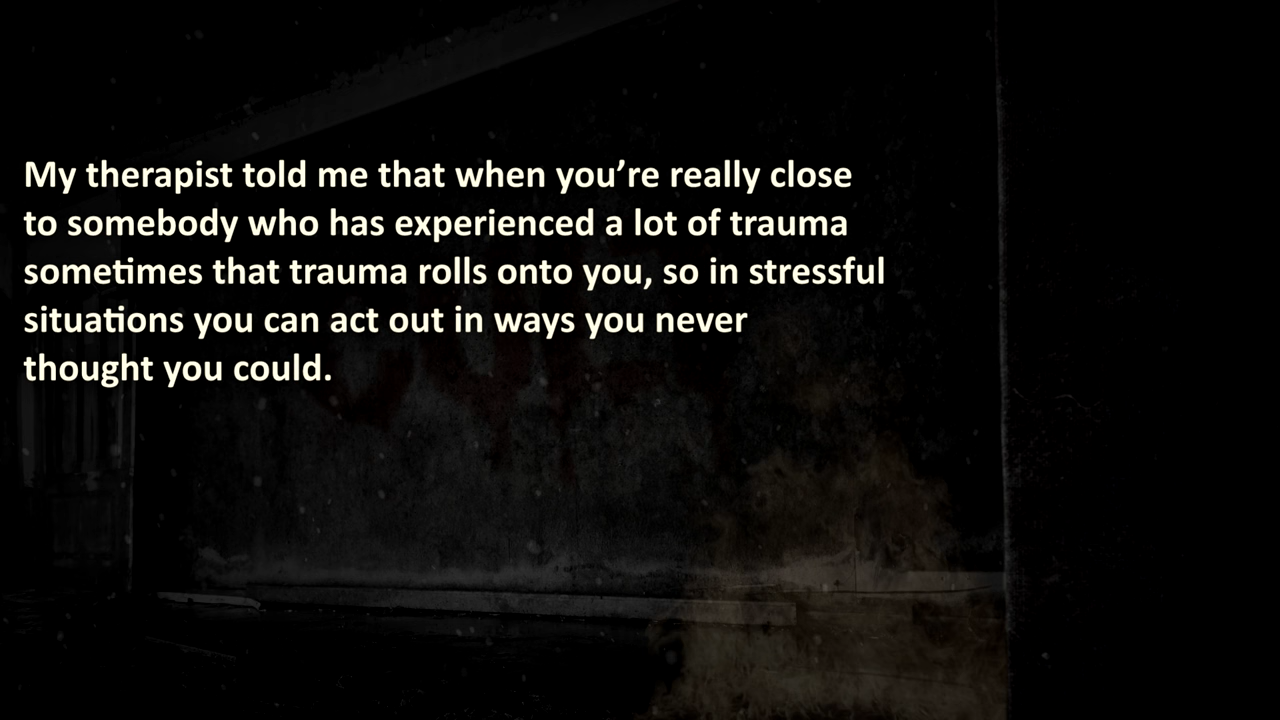 My therapist told me that when you’re really close
to somebody who has experienced a lot of trauma
sometimes that trauma rolls onto you, so in stressful
situations you can act out in ways you never
thought you could.